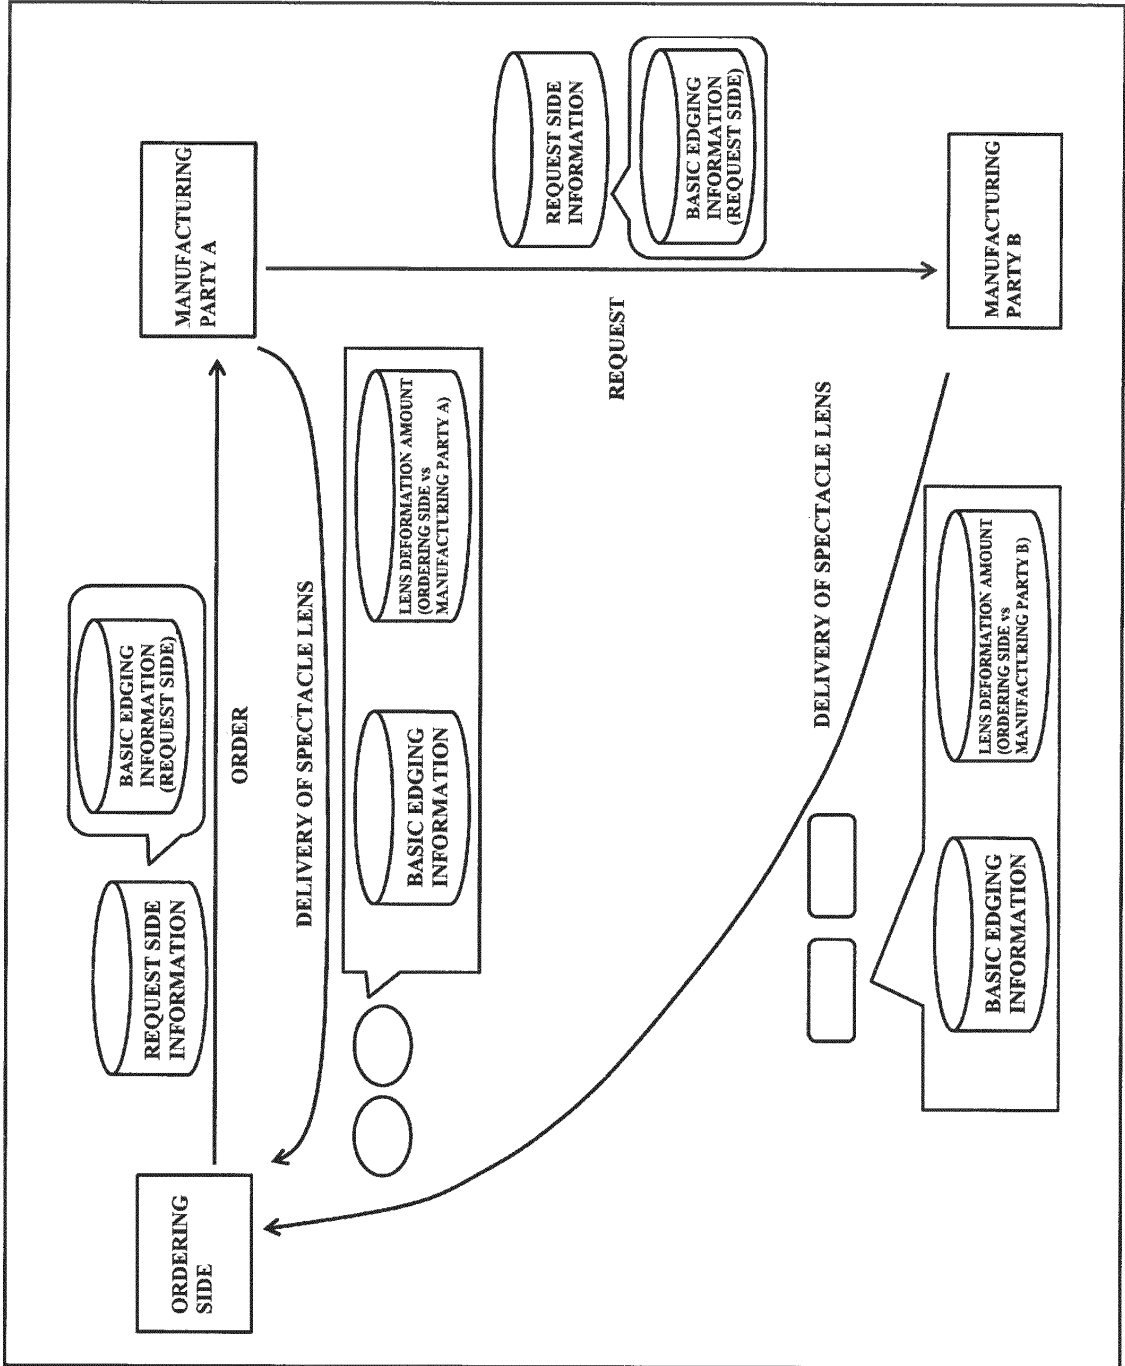 REQUEST SIDE
INFORMATION
BASIC EDGING
INFORMATION
(REQUEST SIDE)
ORDERING
SIDE
ORDER
MANUFACTURING
PARTY A
DELIVERY OF SPECTACLE LENS
BASIC EDGING
INFORMATION
LENS DEFORMATION AMOUNT
(ORDERING SIDE vs
MANUFACTURING PARTY A)
REQUEST SIDE
INFORMATION
BASIC EDGING
INFORMATION
(REQUEST SIDE)
REQUEST
DELIVERY OF SPECTACLE LENS
BASIC EDGING
INFORMATION
LENS DEFORMATION AMOUNT
(ORDERING SIDE vs
MANUFACTURING PARTY B)
MANUFACTURING
PARTY B